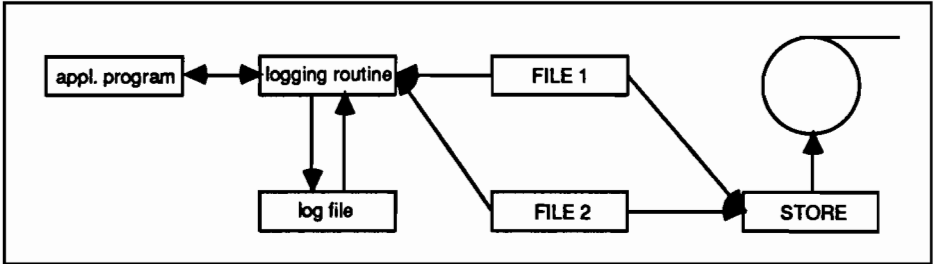 appl. program
logging routine
FILE 1
log file
FILE 2
STORE